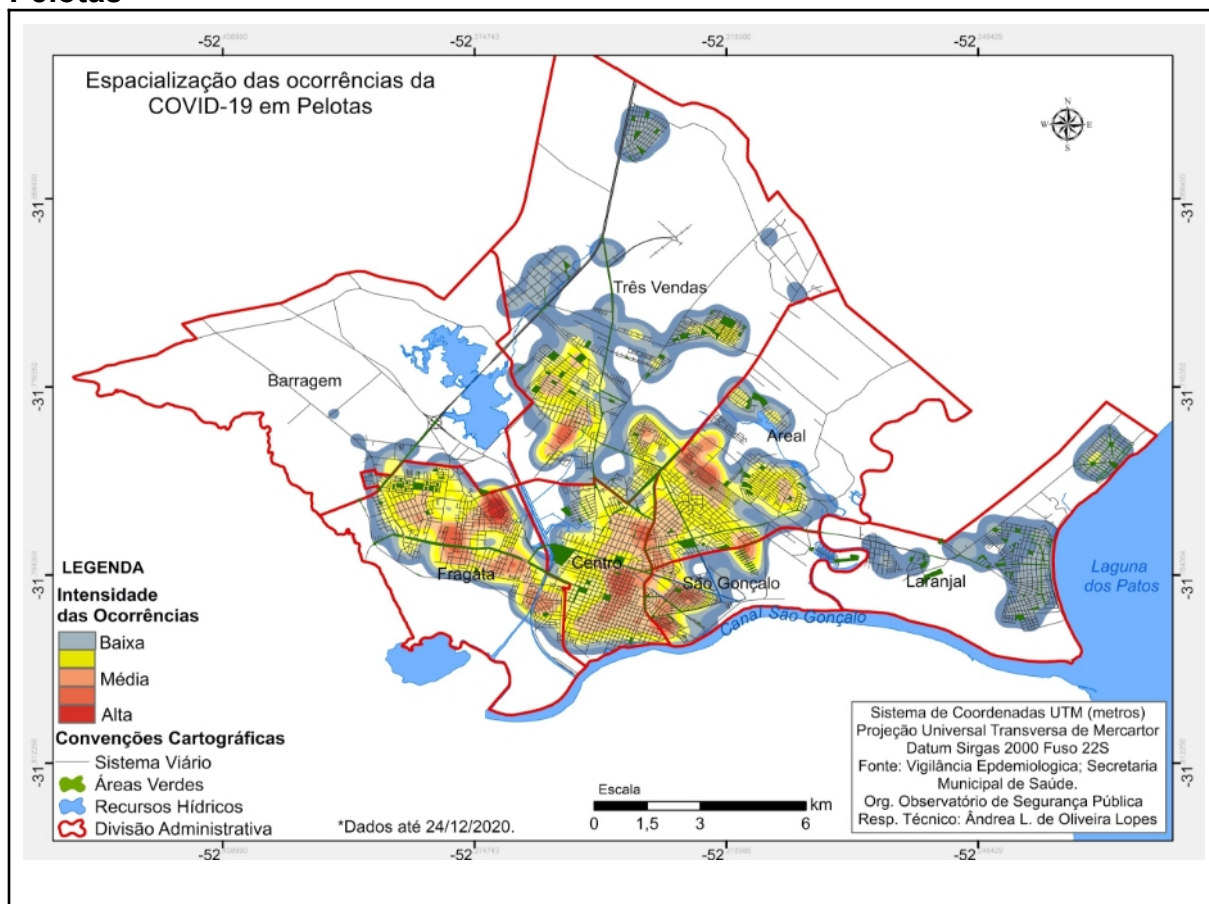 Espacialização das ocorrências da
COVID-19 em Pelotas
-52
-52
-52
-52
N
W E
S
-31
-31
-31
-31
-31
-31
-31
-31
Três Vendas
Barragem
Areal
Centro
Fragata
São Gonçalo
Laranjal
Laguna
dos Patos
Canal São Gonçalo
LEGENDA
Intensidade
das Ocorrências
Baixa
Média
Alta
Convenções Cartográficas
Sistema Viário
Áreas Verdes
Recursos Hídricos
Divisão Administrativa
*Dados até 24/12/2020.
Escala
km
0 1,5 3 6
Sistema de Coordenadas UTM (metros)
Projeção Universal Transversa de Mercartor
Datum Sirgas 2000 Fuso 22S
Fonte: Vigilância Epdemiologica; Secretaria
Municipal de Saúde.
Org. Observatório de Segurança Pública
Resp. Técnico: Ândrea L. de Oliveira Lopes
-52
-52
-52
-52